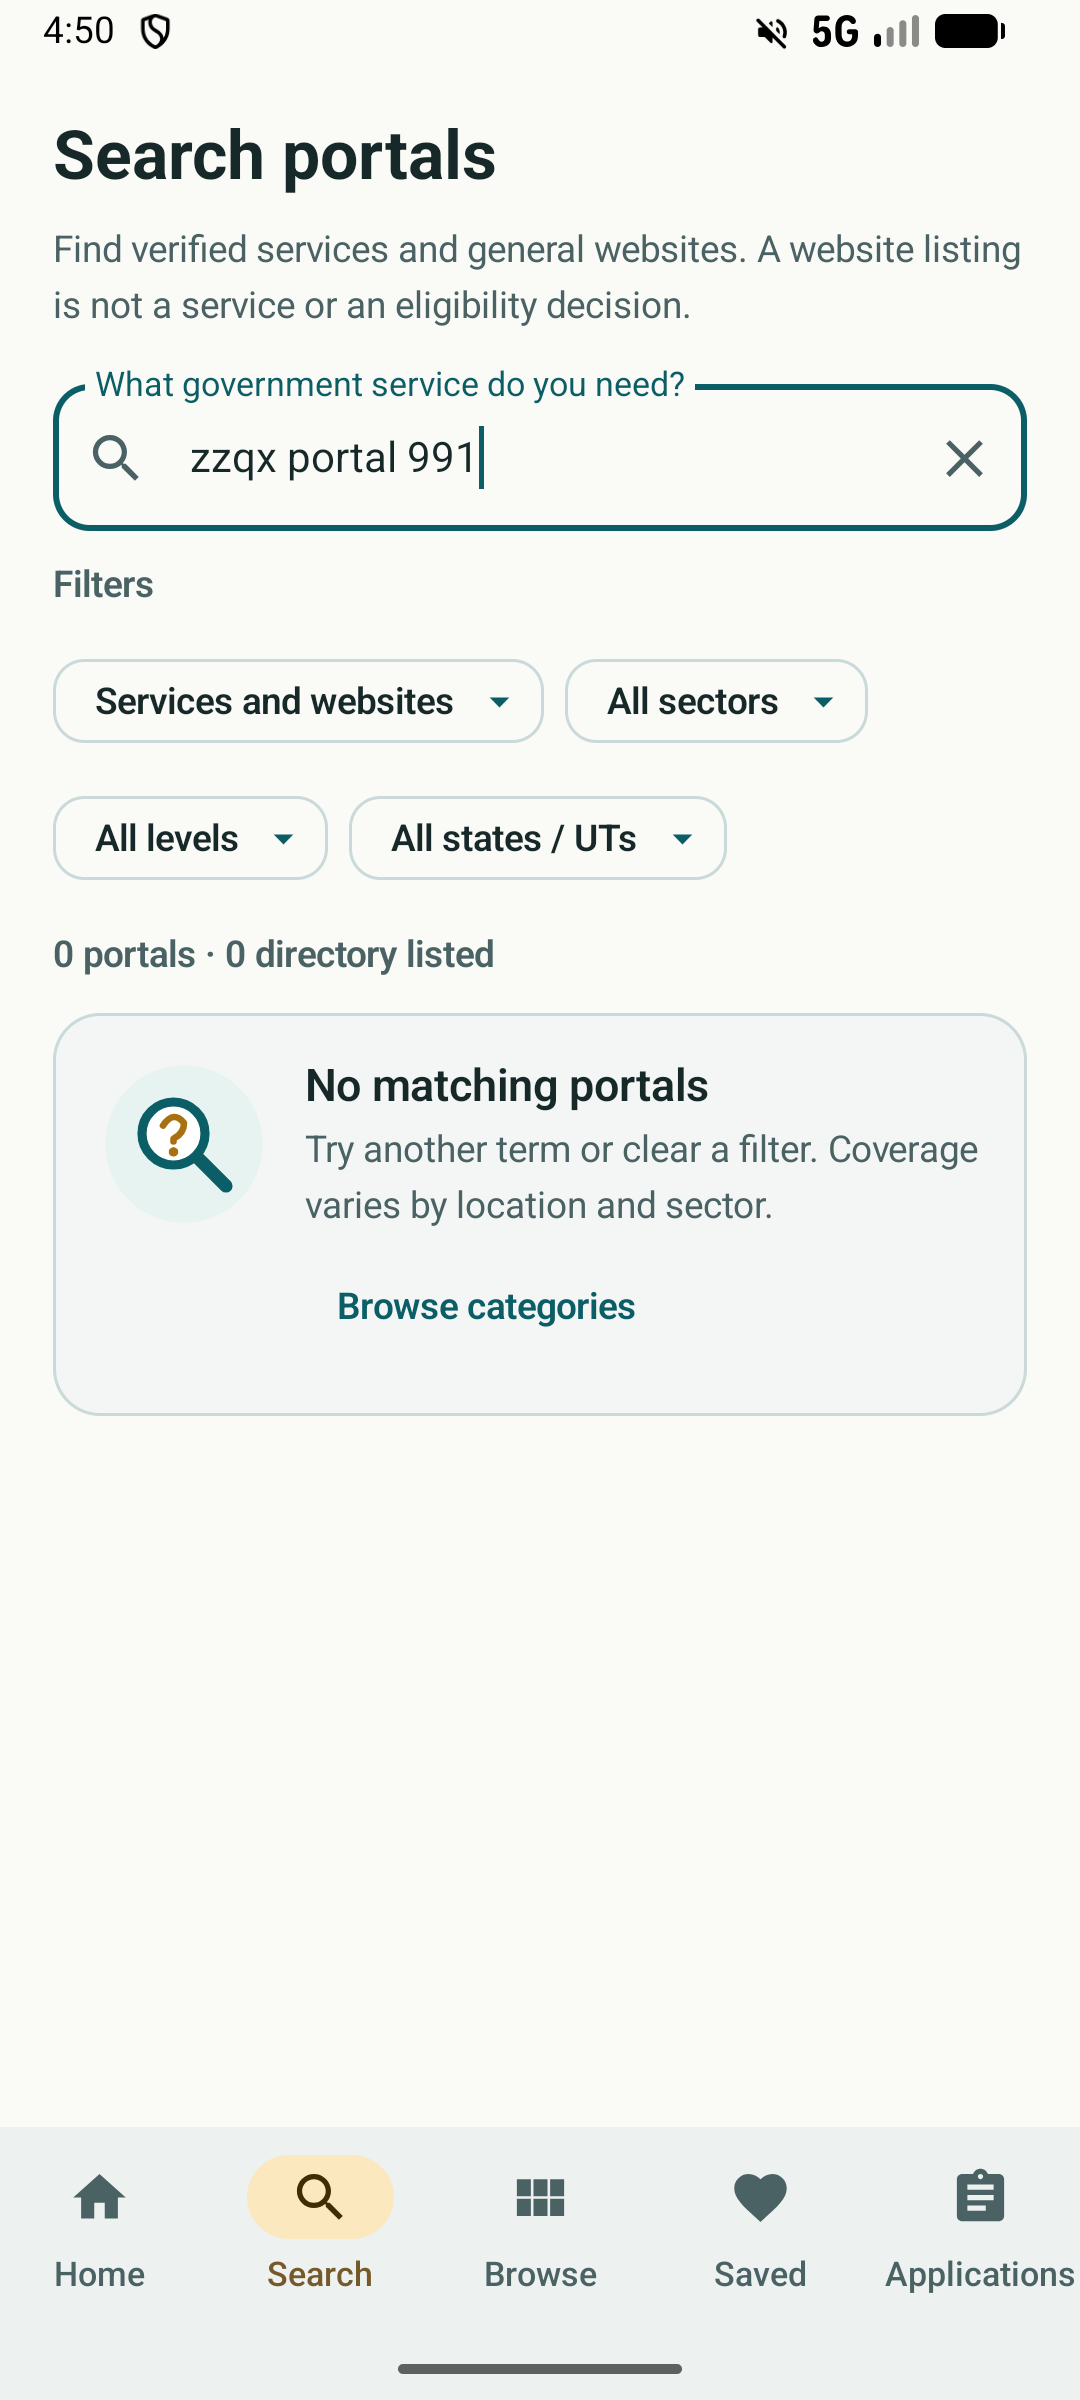 4:50
5G
Search portals
Find verified services and general websites. A website listing
is not a service or an eligibility decision.
What government service do you need?
zzqx portal 991
Filters
Services and websites
All sectors
All levels
All states / UTs
0 portals · 0 directory listed
No matching portals
Try another term or clear a filter. Coverage
varies by location and sector.
Browse categories
Home
Search
Browse
Saved
Applications